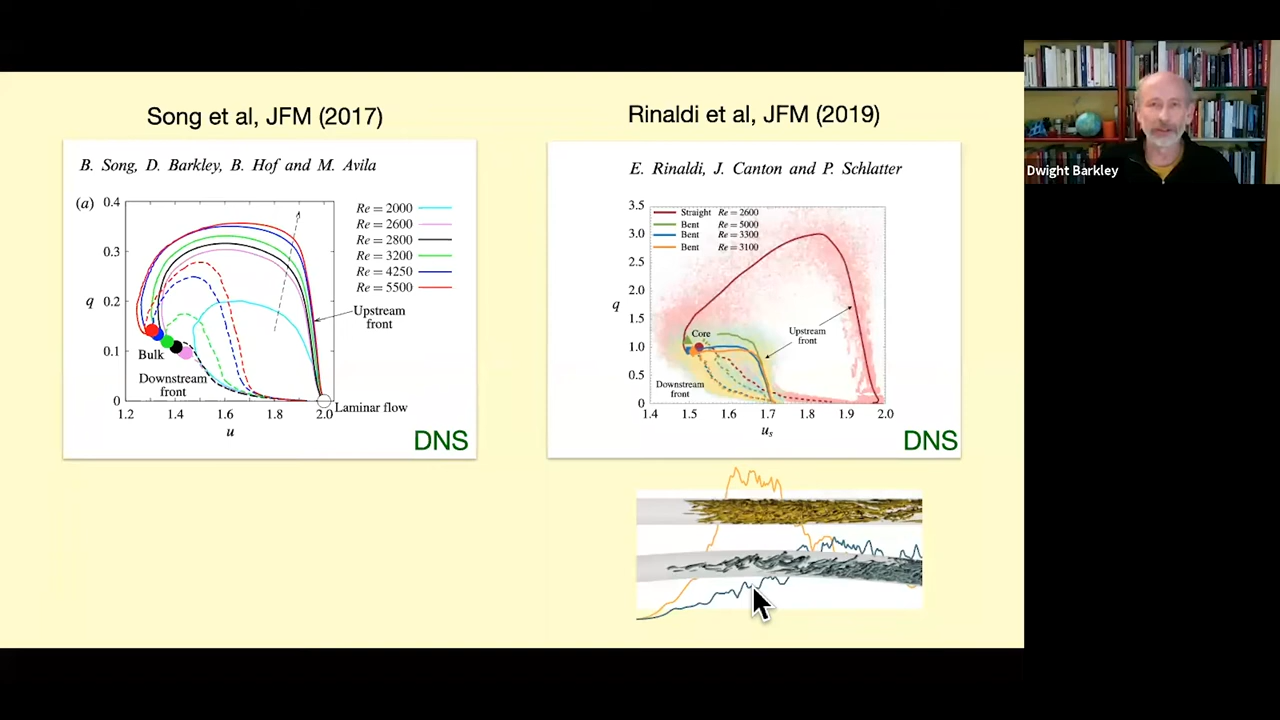 Song et al, JFM (2017)
B. Song, D. Barkley, B. Hof and M. Avila
(a)
0.4
0.3
q 0.2
0.1
0
1.2 1.4 1.6 1.8 2.0
u
Re = 2000
Re = 2600
Re = 2800
Re = 3200
Re = 4250
Re = 5500
Upstream
front
Bulk
Downstream
front
Laminar flow
DNS
Rinaldi et al, JFM (2019)
E. Rinaldi, J. Canton and P. Schlatter
3.5
3.0
2.5
2.0
q
1.5
1.0
0.5
0
1.4 1.5 1.6 1.7 1.8 1.9 2.0
us
Straight Re = 2600
Bent Re = 5000
Bent Re = 3300
Bent Re = 3100
Core
Upstream
front
Downstream
front
DNS
Dwight Barkley